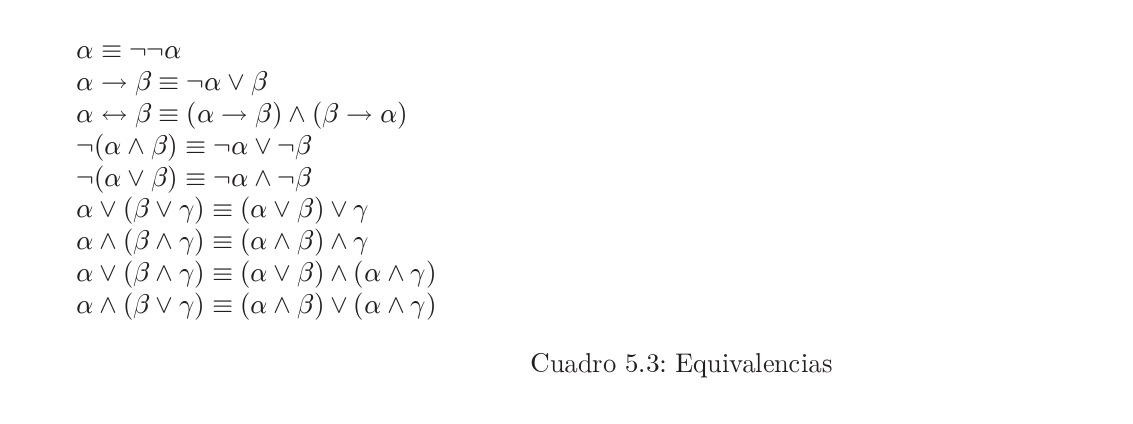 α ≡ ¬¬α
α → β ≡ ¬α ∨ β
α ↔ β ≡ (α → β) ∧ (β → α)
¬(α ∧ β) ≡ ¬α ∨ ¬β
¬(α ∨ β) ≡ ¬α ∧ ¬β
α ∨ (β ∨ γ) ≡ (α ∨ β) ∨ γ
α ∧ (β ∧ γ) ≡ (α ∧ β) ∧ γ
α ∨ (β ∧ γ) ≡ (α ∨ β) ∧ (α ∧ γ)
α ∧ (β ∨ γ) ≡ (α ∧ β) ∨ (α ∧ γ)
Cuadro 5.3: Equivalencias